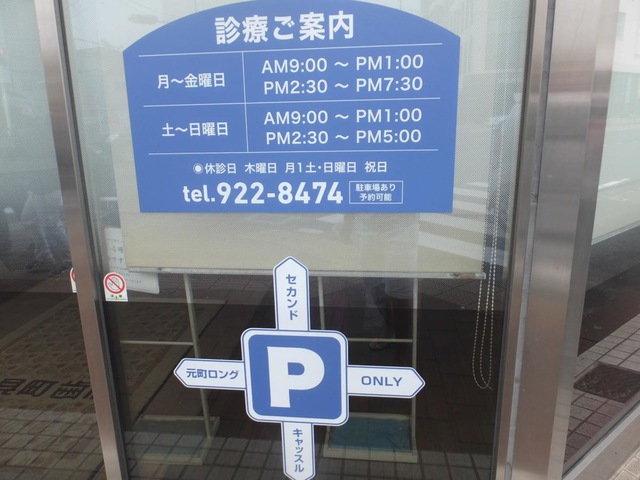 診療ご案内
月～金曜日
AM9:00 ～ PM1:00
PM2:30 ～ PM7:30
土～日曜日
AM9:00 ～ PM1:00
PM2:30 ～ PM5:00
●休診日 木曜日 月1土・日曜日 祝日
tel.922-8474
駐車場あり
予約可能
セカンド
元町ロング
P
ONLY
キャッスル
町歯